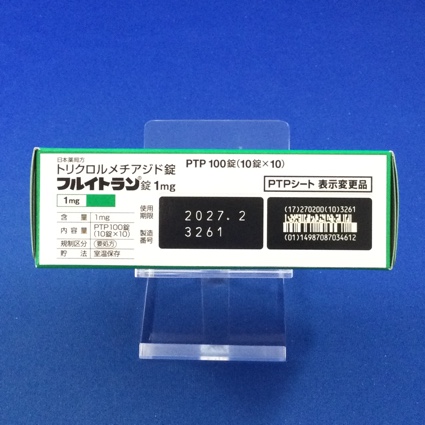 日本薬局方
トリクロルメチアジド錠
フルイトラン®錠1mg
PTP 100錠(10錠×10)
PTPシート 表示変更品
1mg
含量 1mg
内容量 PTP100錠
(10錠×10)
規制区分 要処方
貯法 室温保存
使用
期限 2027.2
製造
番号 3261
(17)270200(10)3261
(01)14987087034612